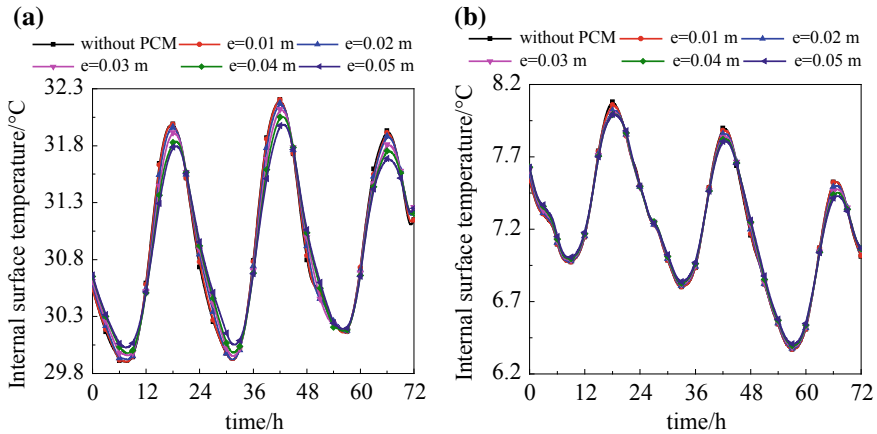 (a)
without PCM e=0.01 m e=0.02 m
e=0.03 m e=0.04 m e=0.05 m
Internal surface temperature/°C
32.3
31.8
31.3
30.8
30.3
29.8
0 12 24 36 48 60 72
time/h
(b)
without PCM e=0.01 m e=0.02 m
e=0.03 m e=0.04 m e=0.05 m
Internal surface temperature/°C
8.2
7.7
7.2
6.7
6.2
0 12 24 36 48 60 72
time/h